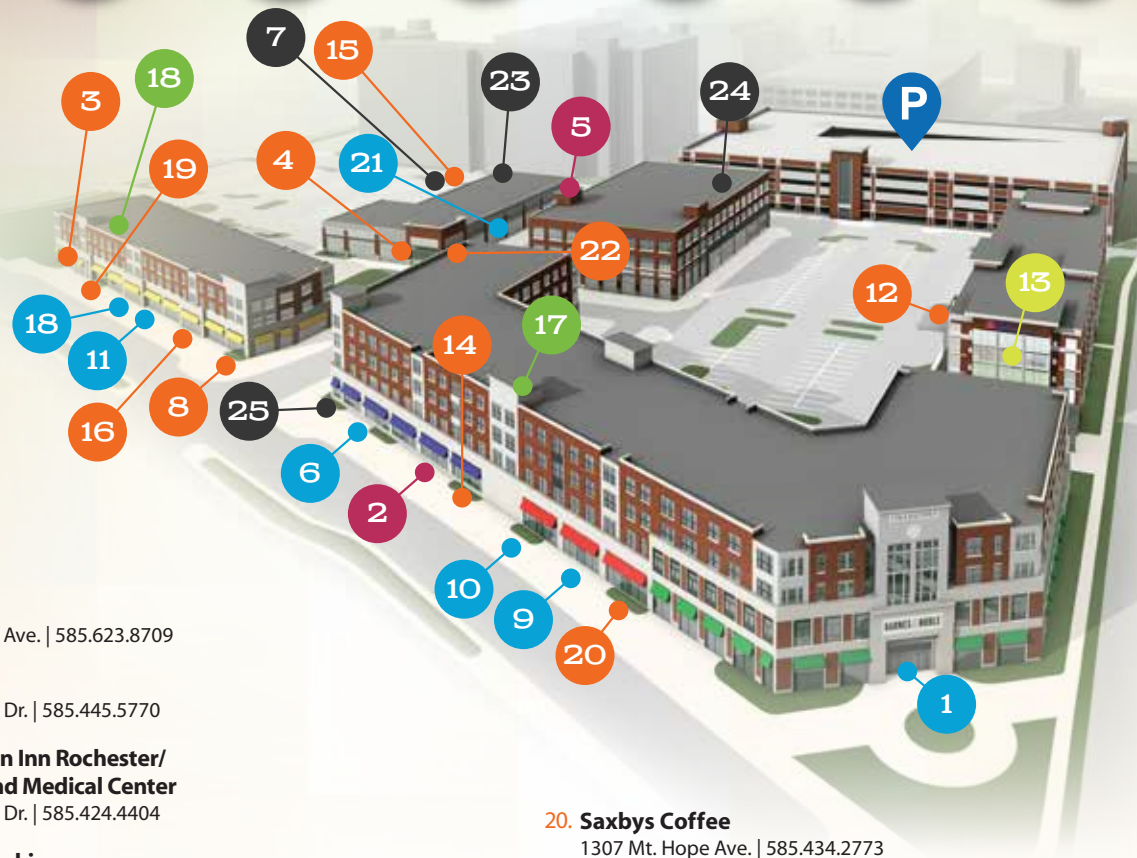 7
15
23
24
P
18
3
5
4
21
19
22
12
13
18
11
17
14
16
8
25
6
2
10
9
20
1
BARNES & NOBLE
Ave. | 585.623.8709
Dr. | 585.445.5770
n Inn Rochester/
nd Medical Center
Dr. | 585.424.4404
20. Saxbys Coffee
1307 Mt. Hope Ave. | 585.434.2773